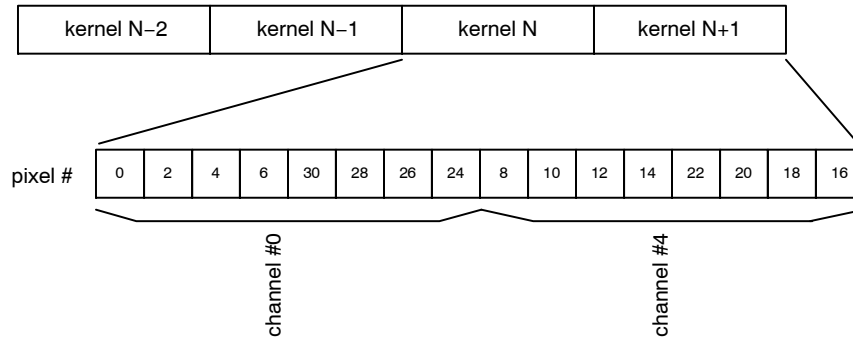 kernel N−2 kernel N−1 kernel N kernel N+1
pixel # 0 2 4 6 30 28 26 24 8 10 12 14 22 20 18 16
channel #0 channel #4